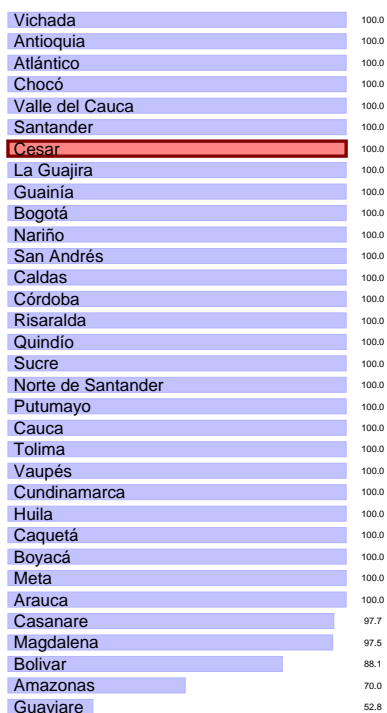 Vichada 100.0
Antioquia 100.0
Atlántico 100.0
Chocó 100.0
Valle del Cauca 100.0
Santander 100.0
Cesar 100.0
La Guajira 100.0
Guainía 100.0
Bogotá 100.0
Nariño 100.0
San Andrés 100.0
Caldas 100.0
Córdoba 100.0
Risaralda 100.0
Quindío 100.0
Sucre 100.0
Norte de Santander 100.0
Putumayo 100.0
Cauca 100.0
Tolima 100.0
Vaupés 100.0
Cundinamarca 100.0
Huila 100.0
Caquetá 100.0
Boyacá 100.0
Meta 100.0
Arauca 100.0
Casanare 97.7
Magdalena 97.5
Bolivar 88.1
Amazonas 70.0
Guaviare 52.8